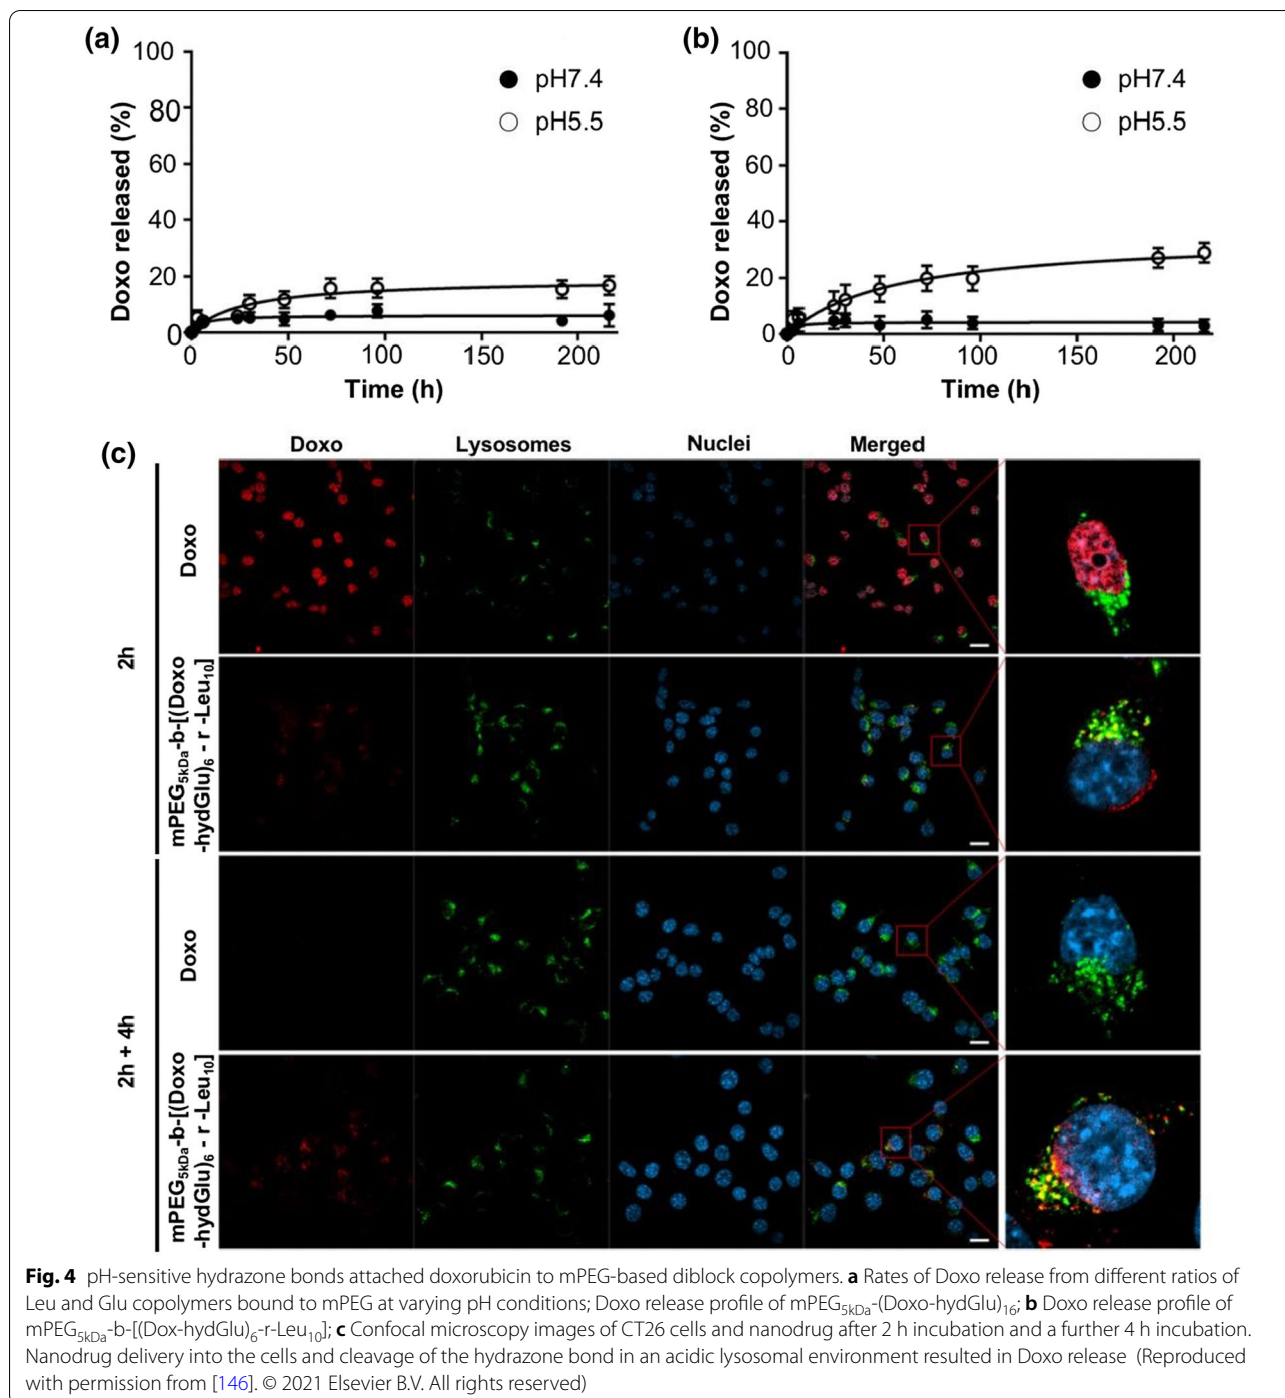 (a)
100
80
60
40
20
0
Doxo released (%)
pH7.4
pH5.5
0 50 100 150 200
Time (h)
(b)
100
80
60
40
20
0
Doxo released (%)
pH7.4
pH5.5
0 50 100 150 200
Time (h)
(c)
Doxo Lysosomes Nuclei Merged
2h
Doxo
mPEG5kDa-b-[(Doxo
-hydGlu)6 - r -Leu10]
2h + 4h
Doxo
mPEG5kDa-b-[(Doxo
-hydGlu)6 - r -Leu10]
Fig. 4 pH-sensitive hydrazone bonds attached doxorubicin to mPEG-based diblock copolymers. a Rates of Doxo release from different ratios of
Leu and Glu copolymers bound to mPEG at varying pH conditions; Doxo release profile of mPEG5kDa-(Doxo-hydGlu)16; b Doxo release profile of
mPEG5kDa-b-[(Dox-hydGlu)6-r-Leu10]; c Confocal microscopy images of CT26 cells and nanodrug after 2 h incubation and a further 4 h incubation.
Nanodrug delivery into the cells and cleavage of the hydrazone bond in an acidic lysosomal environment resulted in Doxo release (Reproduced
with permission from [146]. © 2021 Elsevier B.V. All rights reserved)